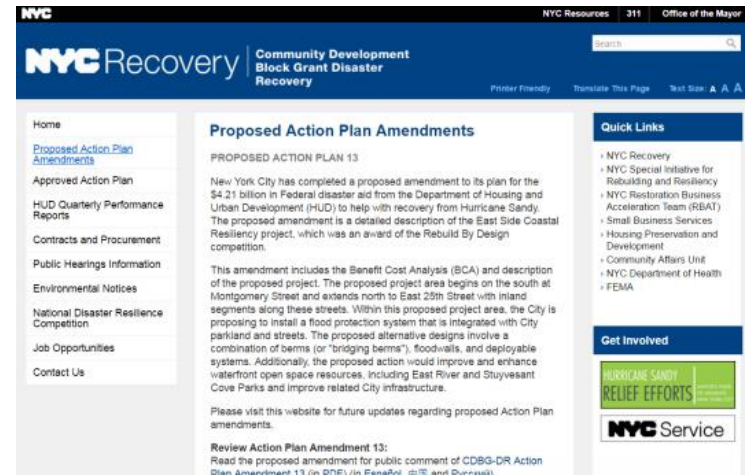 NYC
NYC Resources 311 Office of the Mayor
NYC Recovery
Community Development
Block Grant Disaster
Recovery
Search
Printer Friendly Translate This Page Text Size: A A A
Home
Proposed Action Plan
Amendments
Approved Action Plan
HUD Quarterly Performance
Reports
Contracts and Procurement
Public Hearings Information
Environmental Notices
National Disaster Resilience
Competition
Job Opportunities
Contact Us
Proposed Action Plan Amendments
PROPOSED ACTION PLAN 13
New York City has completed a proposed amendment to its plan for the
$4.21 billion in Federal disaster aid from the Department of Housing and
Urban Development (HUD) to help with recovery from Hurricane Sandy.
The proposed amendment is a detailed description of the East Side Coastal
Resiliency project, which was an award of the Rebuild By Design
competition.
This amendment includes the Benefit Cost Analysis (BCA) and description
of the proposed project. The proposed project area begins on the south at
Montgomery Street and extends north to East 25th Street with inland
segments along these streets. Within this proposed project area, the City is
proposing to install a flood protection system that is integrated with City
parkland and streets. The proposed alternative designs involve a
combination of berms (or "bridging berms"), floodwalls, and deployable
systems. Additionally, the proposed action would improve and enhance
waterfront open space resources, including East River and Stuyvesant
Cove Parks and improve related City infrastructure.
Please visit this website for future updates regarding proposed Action Plan
amendments.
Review Action Plan Amendment 13:
Read the proposed amendment for public comment of CDBG-DR Action
Plan Amendment 13 (in PDF) (in Español, 中国 and Русский)
Quick Links
NYC Recovery
NYC Special Initiative for
Rebuilding and Resiliency
NYC Restoration Business
Acceleration Team (RBAT)
Small Business Services
Housing Preservation and
Development
Community Affairs Unit
NYC Department of Health
FEMA
Get Involved
HURRICANE SANDY
RELIEF EFFORTS
NYC Service